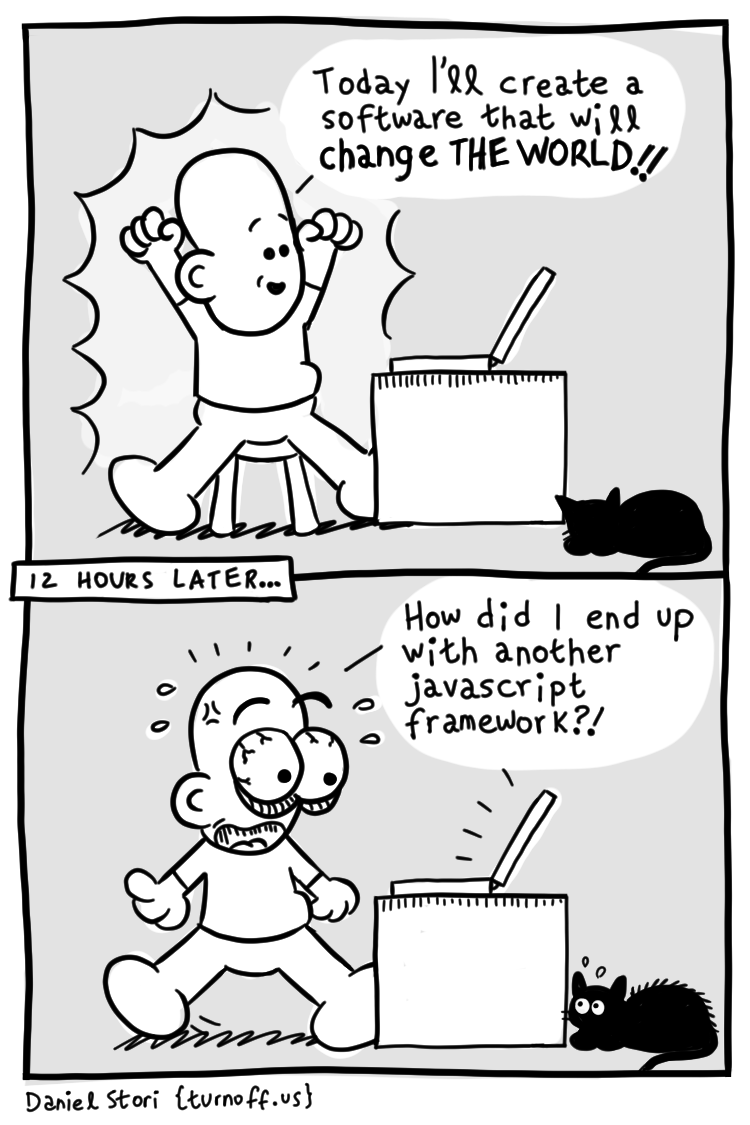 Today I'll create a
software that will
change THE WORLD!!
12 HOURS LATER...
How did I end up
with another
javascript
framework?!
Daniel Stori {turnoff.us}